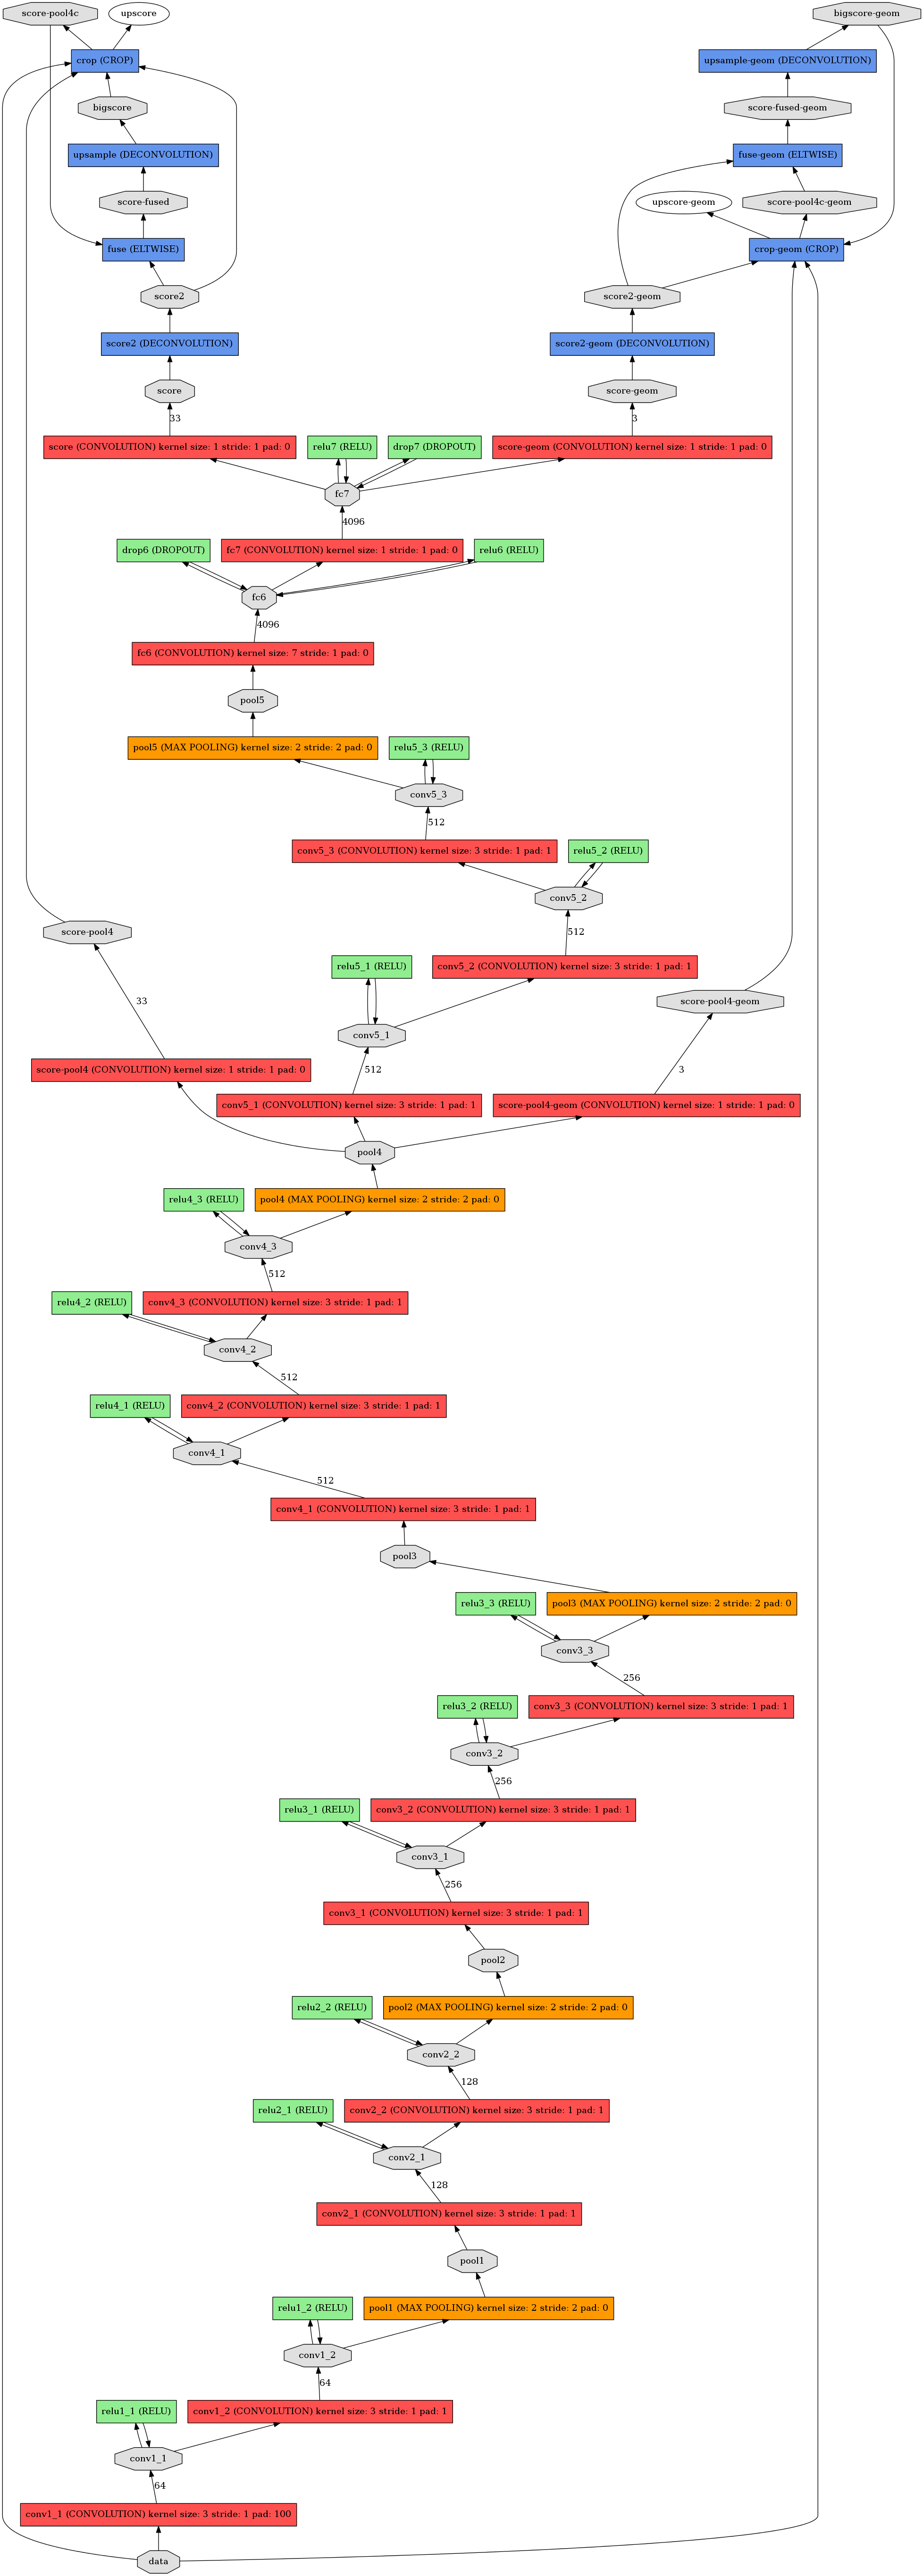 score-pool4c
upscore
bigscore-geom
crop (CROP)
upsample-geom (DECONVOLUTION)
bigscore
score-fused-geom
upsample (DECONVOLUTION)
fuse-geom (ELTWISE)
score-fused
upscore-geom
score-pool4c-geom
fuse (ELTWISE)
crop-geom (CROP)
score2
score2-geom
score2 (DECONVOLUTION)
score2-geom (DECONVOLUTION)
score
score-geom
33
3
score (CONVOLUTION) kernel size: 1 stride: 1 pad: 0
relu7 (RELU)
drop7 (DROPOUT)
score-geom (CONVOLUTION) kernel size: 1 stride: 1 pad: 0
fc7
4096
drop6 (DROPOUT)
fc7 (CONVOLUTION) kernel size: 1 stride: 1 pad: 0
relu6 (RELU)
fc6
4096
fc6 (CONVOLUTION) kernel size: 7 stride: 1 pad: 0
pool5
pool5 (MAX POOLING) kernel size: 2 stride: 2 pad: 0
relu5_3 (RELU)
conv5_3
512
conv5_3 (CONVOLUTION) kernel size: 3 stride: 1 pad: 1
relu5_2 (RELU)
conv5_2
score-pool4
512
relu5_1 (RELU)
conv5_2 (CONVOLUTION) kernel size: 3 stride: 1 pad: 1
33
score-pool4-geom
conv5_1
score-pool4 (CONVOLUTION) kernel size: 1 stride: 1 pad: 0
512
3
conv5_1 (CONVOLUTION) kernel size: 3 stride: 1 pad: 1
score-pool4-geom (CONVOLUTION) kernel size: 1 stride: 1 pad: 0
pool4
relu4_3 (RELU)
pool4 (MAX POOLING) kernel size: 2 stride: 2 pad: 0
conv4_3
512
relu4_2 (RELU)
conv4_3 (CONVOLUTION) kernel size: 3 stride: 1 pad: 1
conv4_2
512
relu4_1 (RELU)
conv4_2 (CONVOLUTION) kernel size: 3 stride: 1 pad: 1
conv4_1
512
conv4_1 (CONVOLUTION) kernel size: 3 stride: 1 pad: 1
pool3
relu3_3 (RELU)
pool3 (MAX POOLING) kernel size: 2 stride: 2 pad: 0
conv3_3
256
relu3_2 (RELU)
conv3_3 (CONVOLUTION) kernel size: 3 stride: 1 pad: 1
conv3_2
256
relu3_1 (RELU)
conv3_2 (CONVOLUTION) kernel size: 3 stride: 1 pad: 1
conv3_1
256
conv3_1 (CONVOLUTION) kernel size: 3 stride: 1 pad: 1
pool2
relu2_2 (RELU)
pool2 (MAX POOLING) kernel size: 2 stride: 2 pad: 0
conv2_2
128
relu2_1 (RELU)
conv2_2 (CONVOLUTION) kernel size: 3 stride: 1 pad: 1
conv2_1
128
conv2_1 (CONVOLUTION) kernel size: 3 stride: 1 pad: 1
pool1
relu1_2 (RELU)
pool1 (MAX POOLING) kernel size: 2 stride: 2 pad: 0
conv1_2
64
relu1_1 (RELU)
conv1_2 (CONVOLUTION) kernel size: 3 stride: 1 pad: 1
conv1_1
64
conv1_1 (CONVOLUTION) kernel size: 3 stride: 1 pad: 100
data